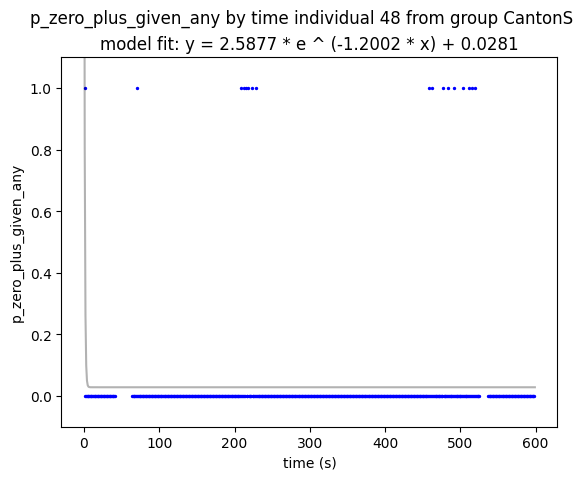 p_zero_plus_given_any by time individual 48 from group CantonS
model fit: y = 2.5877 * e ^ (-1.2002 * x) + 0.0281
p_zero_plus_given_any
1.0
0.8
0.6
0.4
0.2
0.0
0 100 200 300 400 500 600
time (s)